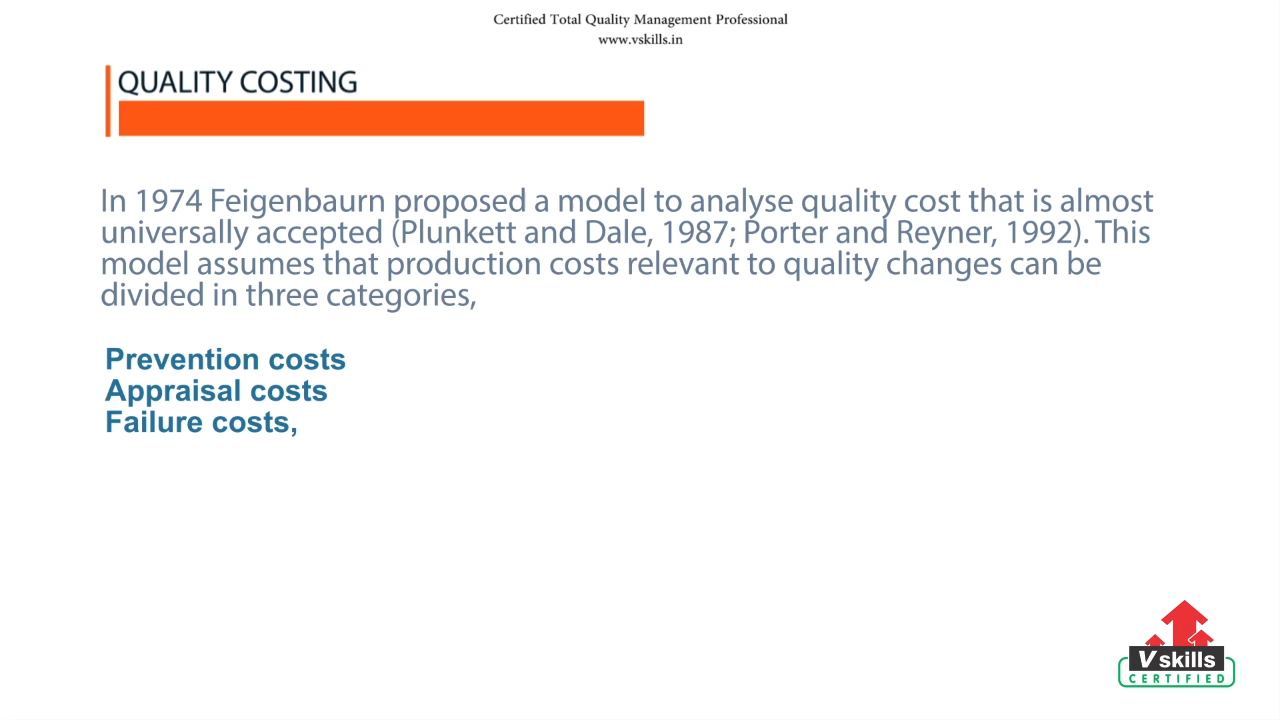 Certified Total Quality Management Professional
www.vskills.in
QUALITY COSTING
In 1974 Feigenbaurn proposed a model to analyse quality cost that is almost
universally accepted (Plunkett and Dale, 1987; Porter and Reyner, 1992). This
model assumes that production costs relevant to quality changes can be
divided in three categories,
Prevention costs
Appraisal costs
Failure costs,
Vskills
CERTIFIED